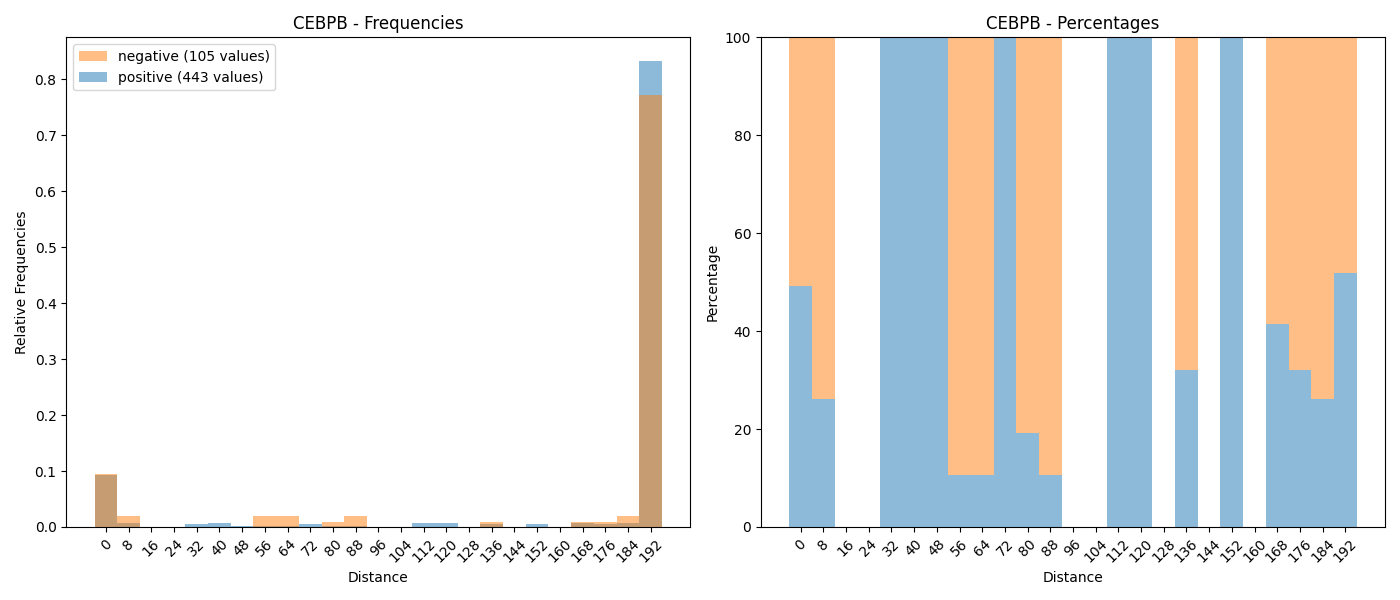 CEBPB - Frequencies
negative (105 values)
positive (443 values)
Relative Frequencies
0.8
0.7
0.6
0.5
0.4
0.3
0.2
0.1
0.0
0 8 16 24 32 40 48 56 64 72 80 88 96 104 112 120 128 136 144 152 160 168 176 184 192
Distance
CEBPB - Percentages
Percentage
100
80
60
40
20
0
0 8 16 24 32 40 48 56 64 72 80 88 96 104 112 120 128 136 144 152 160 168 176 184 192
Distance